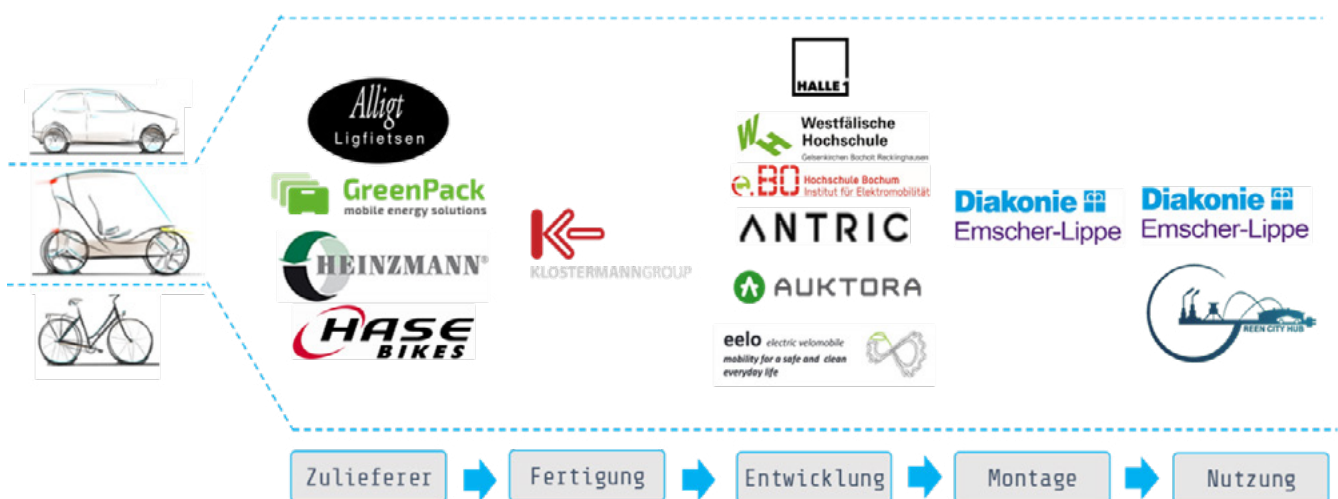 Alligt
Ligfietsen
GreenPack
mobile energy solutions
HEINZMANN®
HASE
BIKES
KLOSTERMANNGROUP
HALLE 1
WH Westfälische
Hochschule
Gelsenkirchen Bocholt Recklinghausen
e.BO Hochschule Bochum
Institut für Elektromobilität
ANTRIC
AUKTORA
eelo electric velomobile
mobility for a safe and clean
everyday life
Diakonie
Emscher-Lippe
Diakonie
Emscher-Lippe
GREEN CITY HUB
Zulieferer
Fertigung
Entwicklung
Montage
Nutzung